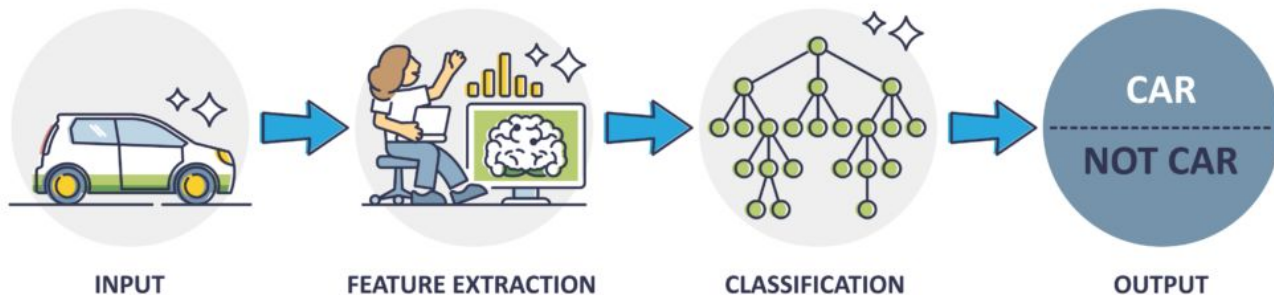 CAR
NOT CAR
INPUT
FEATURE EXTRACTION
CLASSIFICATION
OUTPUT